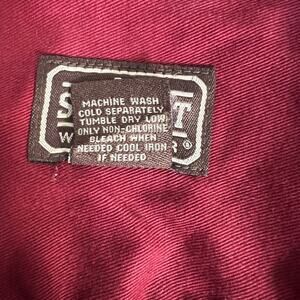 MACHINE WASH
COLD SEPARATELY
TUMBLE DRY LOW
ONLY NON-CHLORINE
BLEACH WHEN
NEEDED COOL IRON
IF NEEDED
®